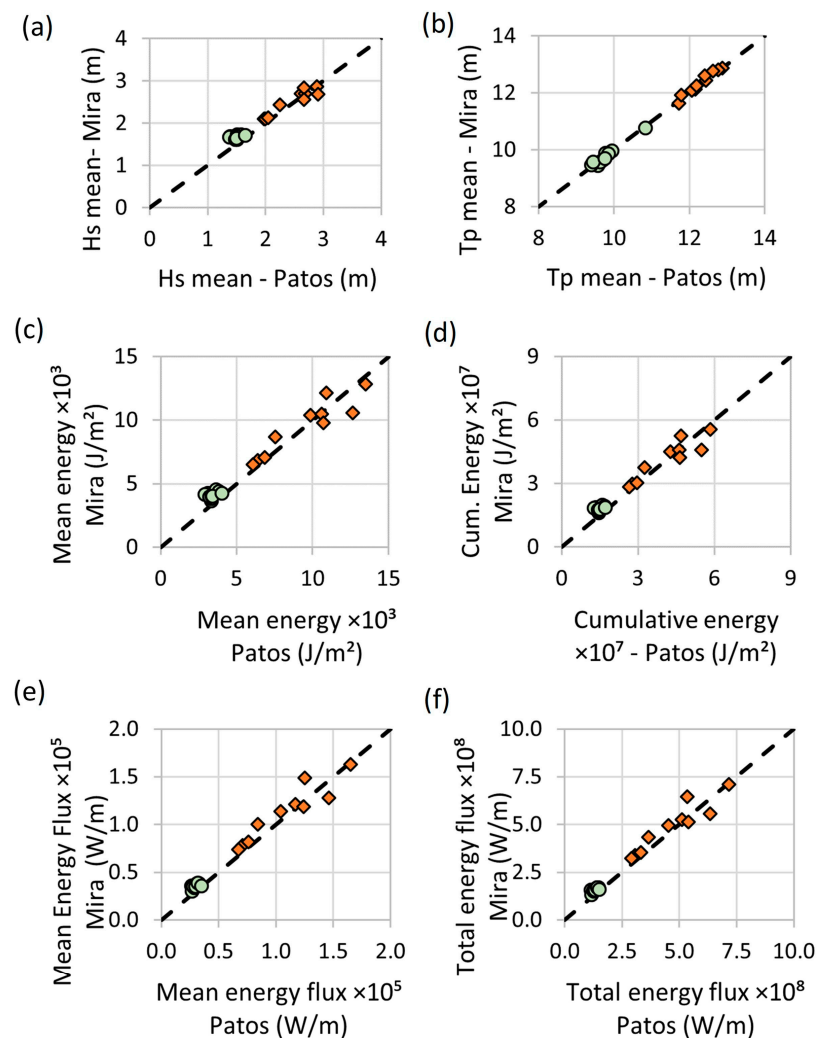 (a)
4
3
2
1
0
Hs mean- Mira (m)
0 1 2 3 4
Hs mean - Patos (m)
(b)
14
12
10
8
Tp mean - Mira (m)
8 10 12 14
Tp mean - Patos (m)
(c)
15
10
5
0
Mean energy ×10³
Mira (J/m²)
0 5 10 15
Mean energy ×10³
Patos (J/m²)
(d)
9
6
3
0
Cum. Energy ×10⁷
Mira (J/m²)
0 3 6 9
Cumulative energy
×10⁷ - Patos (J/m²)
(e)
2.0
1.5
1.0
0.5
0.0
Mean Energy Flux ×10⁵
Mira (W/m)
0.0 0.5 1.0 1.5 2.0
Mean energy flux ×10⁵
Patos (W/m)
(f)
10.0
7.5
5.0
2.5
0.0
Total energy flux ×10⁸
Mira (W/m)
0.0 2.5 5.0 7.5 10.0
Total energy flux ×10⁸
Patos (W/m)